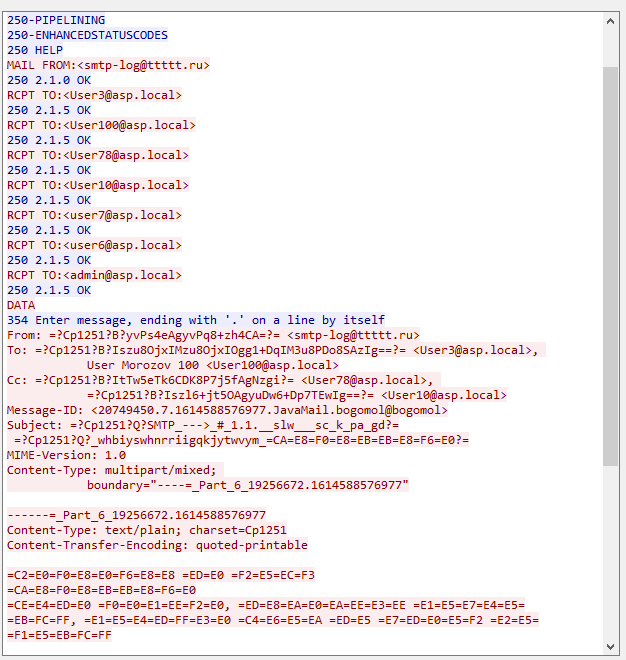 250-PIPELINING
250-ENHANCEDSTATUSCODES
250 HELP
MAIL FROM:<smtp-log@ttttt.ru>
250 2.1.0 OK
RCPT TO:<User3@asp.local>
250 2.1.5 OK
RCPT TO:<User100@asp.local>
250 2.1.5 OK
RCPT TO:<User78@asp.local>
250 2.1.5 OK
RCPT TO:<User10@asp.local>
250 2.1.5 OK
RCPT TO:<user7@asp.local>
250 2.1.5 OK
RCPT TO:<user6@asp.local>
250 2.1.5 OK
RCPT TO:<admin@asp.local>
250 2.1.5 OK
DATA
354 Enter message, ending with '.' on a line by itself
From: =?Cp1251?B?yvPs4eAgyvPq8+zh4CA=?= <smtp-log@ttttt.ru>
To: =?Cp1251?B?Iszu8OjxIMzu8OjxIOgg1+DqIM3u8PDo8SAzIg==?= <User3@asp.local>,
User Morozov 100 <User100@asp.local>
Cc: =?Cp1251?B?ItTw5eTk6CDK8P7j5fAgNzgi?= <User78@asp.local>,
=?Cp1251?B?Iszl6+jt5OAgyuDw6+Dp7TEwIg==?= <User10@asp.local>
Message-ID: <20749450.7.1614588576977.JavaMail.bogomol@bogomol>
Subject: =?Cp1251?Q?SMTP_--->_#_1.1.__slw___sc_k_pa_gd?=
=?Cp1251?Q?_whbiyswhnrriigqkjytwvym_=CA=E8=F0=E8=EB=EB=E8=F6=E0?=
MIME-Version: 1.0
Content-Type: multipart/mixed;
boundary="----=_Part_6_19256672.1614588576977"
------=_Part_6_19256672.1614588576977
Content-Type: text/plain; charset=Cp1251
Content-Transfer-Encoding: quoted-printable
=C2=E0=F0=E8=E0=F6=E8=E8 =ED=E0 =F2=E5=EC=F3
=CA=E8=F0=E8=EB=EB=E8=F6=E0
=CE=E4=ED=E0 =F0=E0=E1=EE=F2=E0, =ED=E8=EA=E0=EA=EE=E3=EE =E1=E5=E7=E4=E5=
=EB=FC=FF, =E1=E5=E4=ED=FF=E3=E0 =C4=E6=E5=EA =ED=E5 =E7=ED=E0=E5=F2 =E2=E5=
=F1=E5=EB=FC=FF